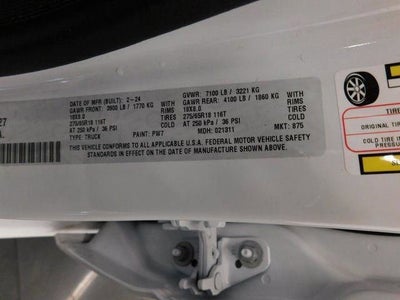 DATE OF MFR (BUILT): 2-24 GVWR: 7100 LB / 3221 KG
GAWR FRONT: 3900 LB / 1770 KG WITH GAWR REAR: 4100 LB / 1860 KG WITH
18X8.0 RIMS 18X8.0 RIMS
275/65R18 116T TIRES 275/65R18 116T TIRES
AT 250 kPa / 36 PSI COLD AT 250 kPa / 36 PSI COLD
TYPE: TRUCK PAINT: PW7 MDH: 021311 MKT: 875
THIS VEHICLE CONFORMS TO ALL APPLICABLE U.S.A. FEDERAL MOTOR VEHICLE SAFETY
STANDARDS IN EFFECT ON THE DATE OF MANUFACTURE SHOWN ABOVE.
27
A.
TIRE
ORIGINAL TIRE
COLD TIRE IN
PRESSU